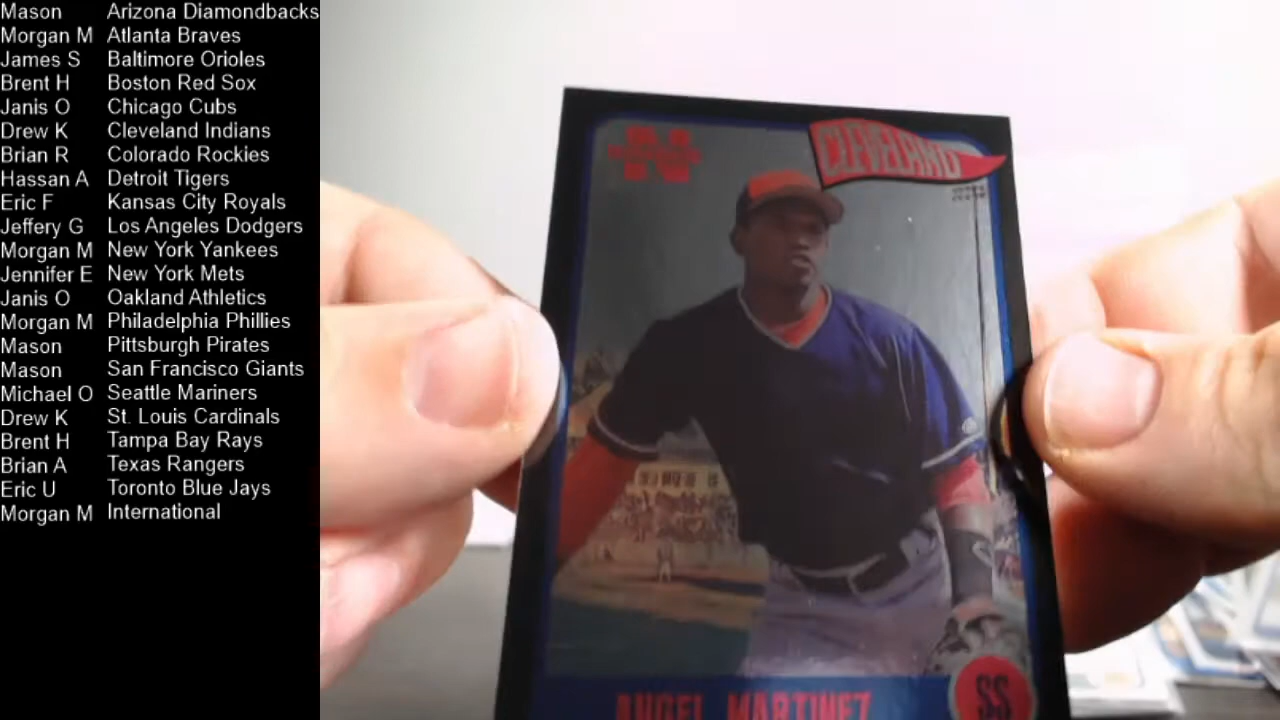 Mason Arizona Diamondbacks
Morgan M Atlanta Braves
James S Baltimore Orioles
Brent H Boston Red Sox
Janis O Chicago Cubs
Drew K Cleveland Indians
Brian R Colorado Rockies
Hassan A Detroit Tigers
Eric F Kansas City Royals
Jeffery G Los Angeles Dodgers
Morgan M New York Yankees
Jennifer E New York Mets
Janis O Oakland Athletics
Morgan M Philadelphia Phillies
Mason Pittsburgh Pirates
Mason San Francisco Giants
Michael O Seattle Mariners
Drew K St. Louis Cardinals
Brent H Tampa Bay Rays
Brian A Texas Rangers
Eric U Toronto Blue Jays
Morgan M International
N
CLEVELAND
ANGEL MARTINEZ
SS